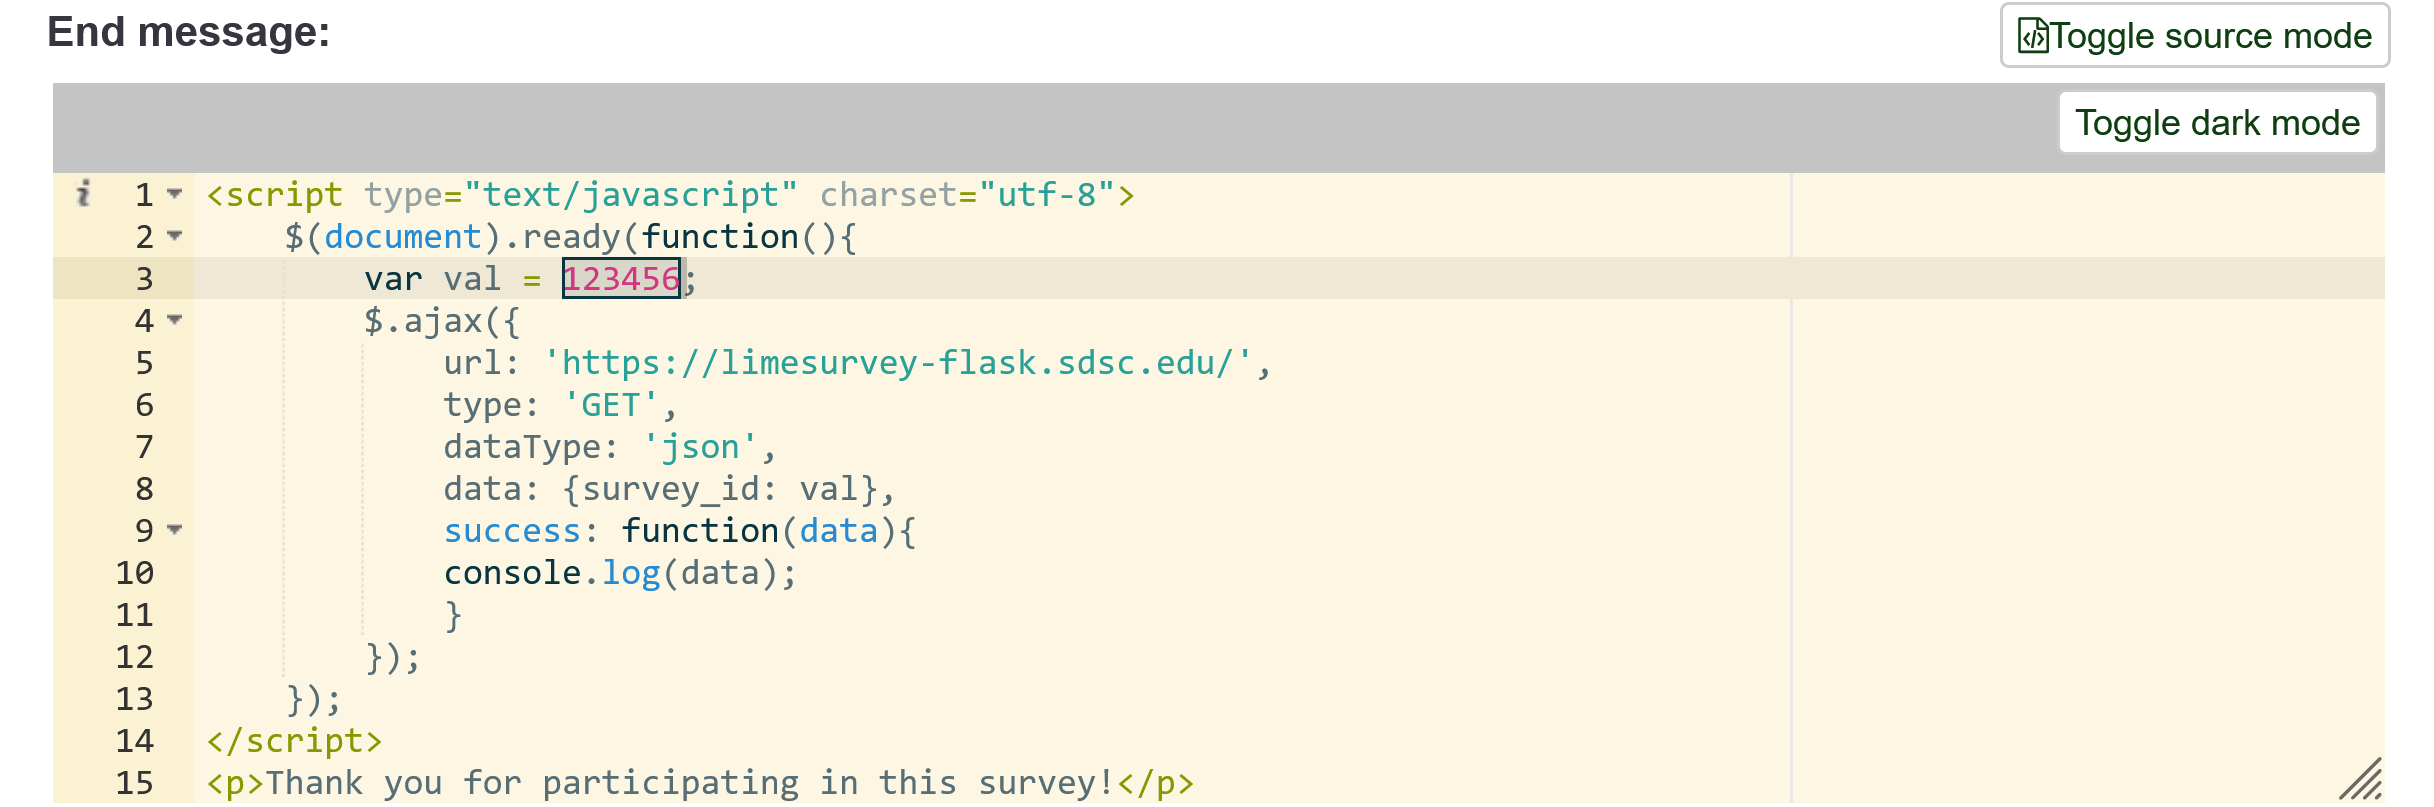 End message:
Toggle source mode
Toggle dark mode
i 1 <script type="text/javascript" charset="utf-8">
2 $(document).ready(function(){
3 var val = 123456;
4 $.ajax({
5 url: 'https://limesurvey-flask.sdsc.edu/',
6 type: 'GET',
7 dataType: 'json',
8 data: {survey_id: val},
9 success: function(data){
10 console.log(data);
11 }
12 });
13 });
14 </script>
15 <p>Thank you for participating in this survey!</p>